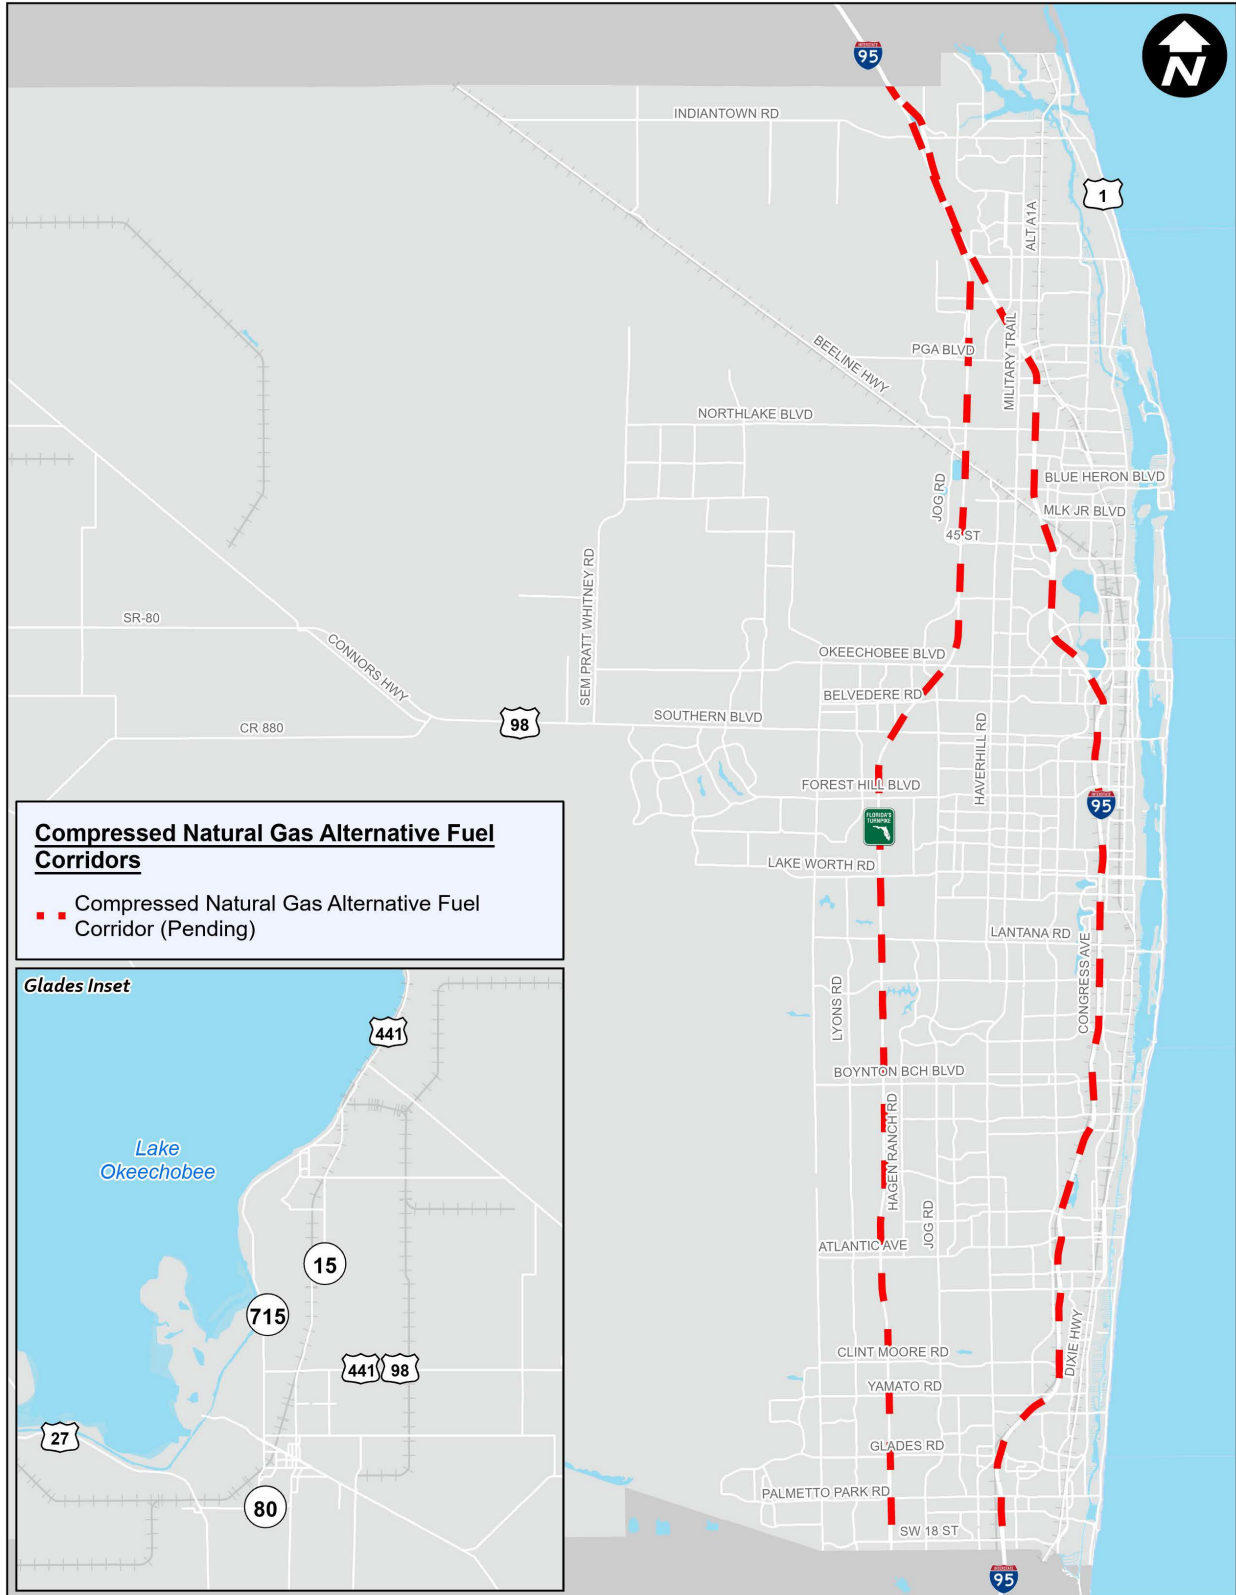 N
INTERSTATE
95
INDIANTOWN RD
1
ALT A1A
MILITARY TRAIL
BEELINE HWY
PGA BLVD
NORTHLAKE BLVD
BLUE HERON BLVD
JOG RD
MLK JR BLVD
45 ST
SEM PRATT WHITNEY RD
SR-80
CONNORS HWY
OKEECHOBEE BLVD
BELVEDERE RD
SOUTHERN BLVD
98
CR 880
HAVERHILL RD
FOREST HILL BLVD
INTERSTATE
95
FLORIDA'S
TURNPIKE
LAKE WORTH RD
LANTANA RD
CONGRESS AVE
LYONS RD
BOYNTON BCH BLVD
HAGEN RANCH RD
JOG RD
ATLANTIC AVE
DIXIE HWY
CLINT MOORE RD
YAMATO RD
GLADES RD
PALMETTO PARK RD
SW 18 ST
INTERSTATE
95
Compressed Natural Gas Alternative Fuel
Corridors
Compressed Natural Gas Alternative Fuel
Corridor (Pending)
Glades Inset
441
Lake
Okeechobee
15
715
441
98
27
80